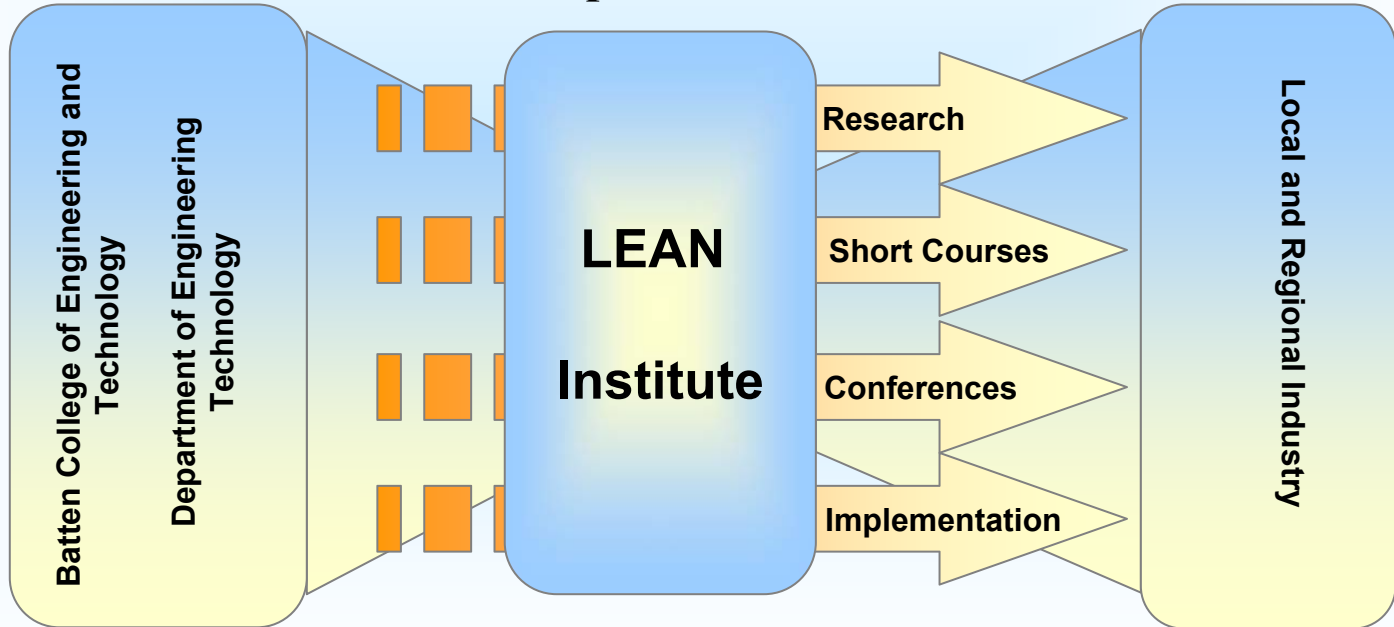 Batten College of Engineering and
Technology
Department of Engineering
Technology
LEAN
Institute
Research
Short Courses
Conferences
Implementation
Local and Regional Industry